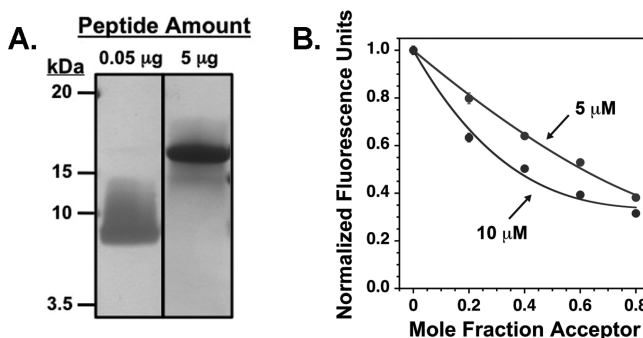 A.
Peptide Amount
0.05 μg 5 μg
kDa
20
15
10
3.5
B.
Normalized Fluorescence Units
1.0
0.8
0.6
0.4
0.2
0.0
5 μM
10 μM
0 0.2 0.4 0.6 0.8
Mole Fraction Acceptor